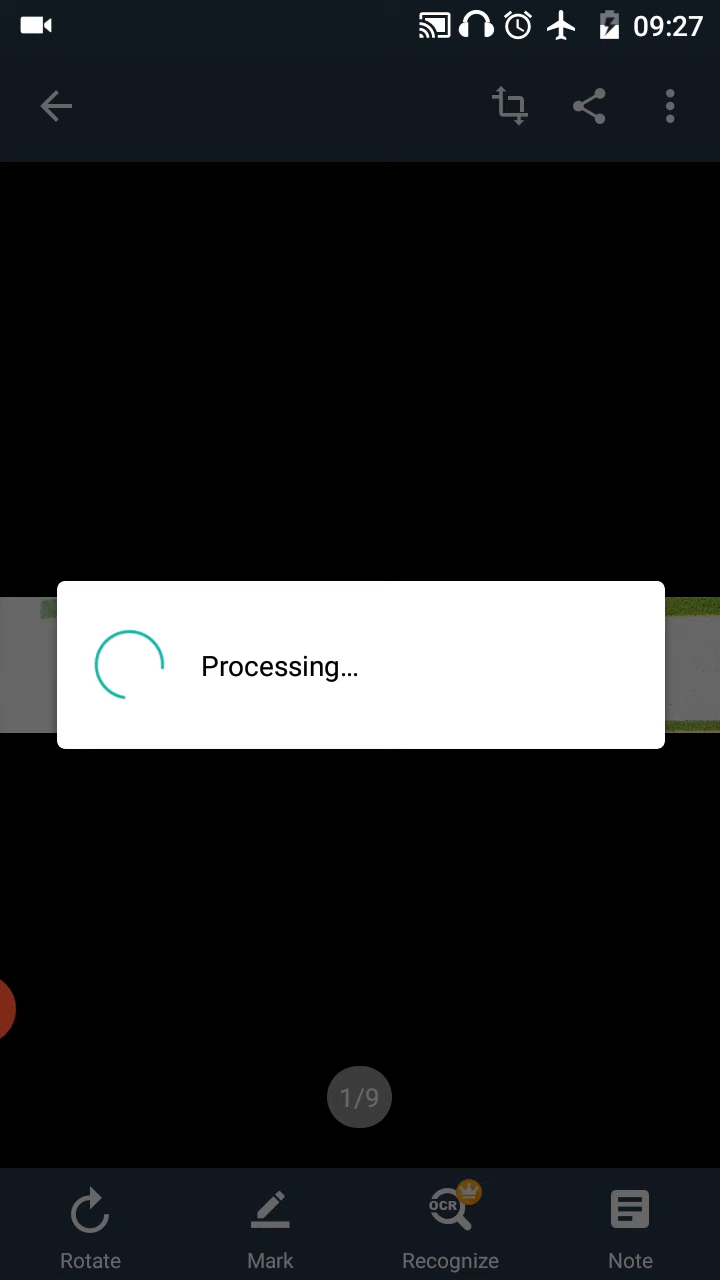 09:27
Processing...
1/9
OCR
Rotate
Mark
Recognize
Note